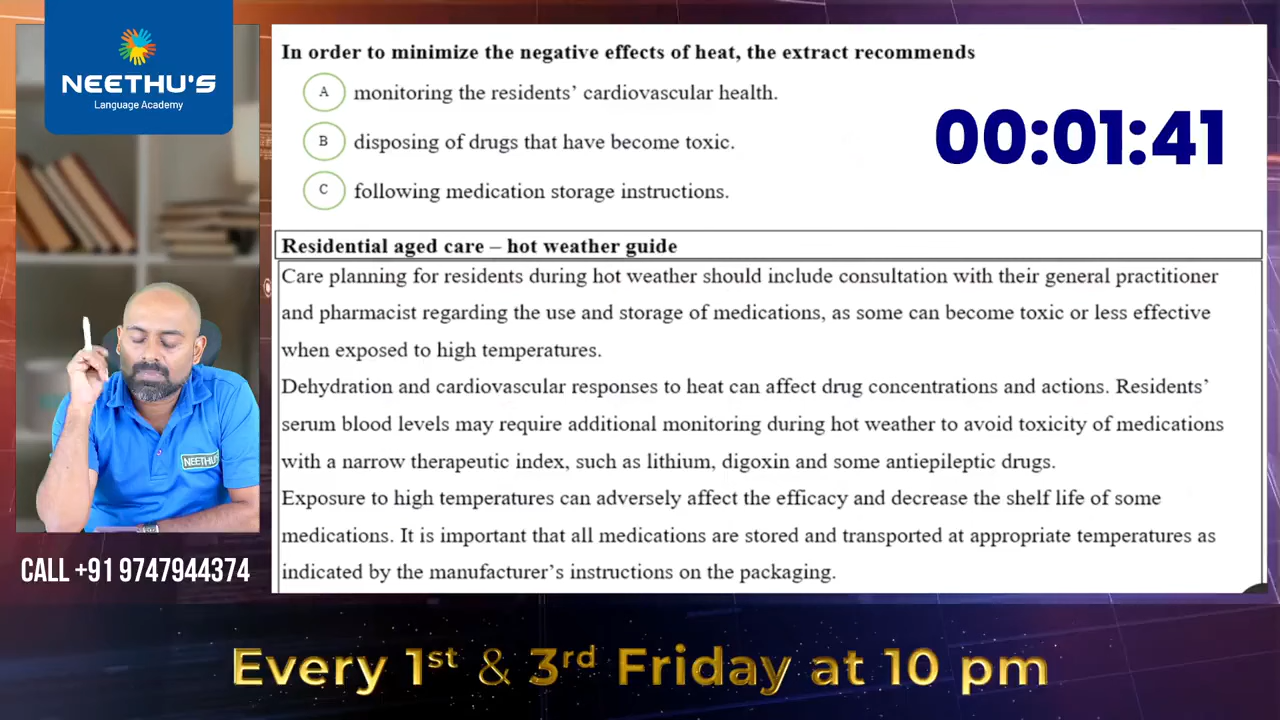 NEETHU'S
Language Academy
In order to minimize the negative effects of heat, the extract recommends
A monitoring the residents' cardiovascular health.
B disposing of drugs that have become toxic.
C following medication storage instructions.
00:01:41
Residential aged care – hot weather guide
Care planning for residents during hot weather should include consultation with their general practitioner
and pharmacist regarding the use and storage of medications, as some can become toxic or less effective
when exposed to high temperatures.
Dehydration and cardiovascular responses to heat can affect drug concentrations and actions. Residents'
serum blood levels may require additional monitoring during hot weather to avoid toxicity of medications
with a narrow therapeutic index, such as lithium, digoxin and some antiepileptic drugs.
Exposure to high temperatures can adversely affect the efficacy and decrease the shelf life of some
medications. It is important that all medications are stored and transported at appropriate temperatures as
indicated by the manufacturer's instructions on the packaging.
NEETHU'S
CALL +91 9747944374
Every 1st & 3rd Friday at 10 pm